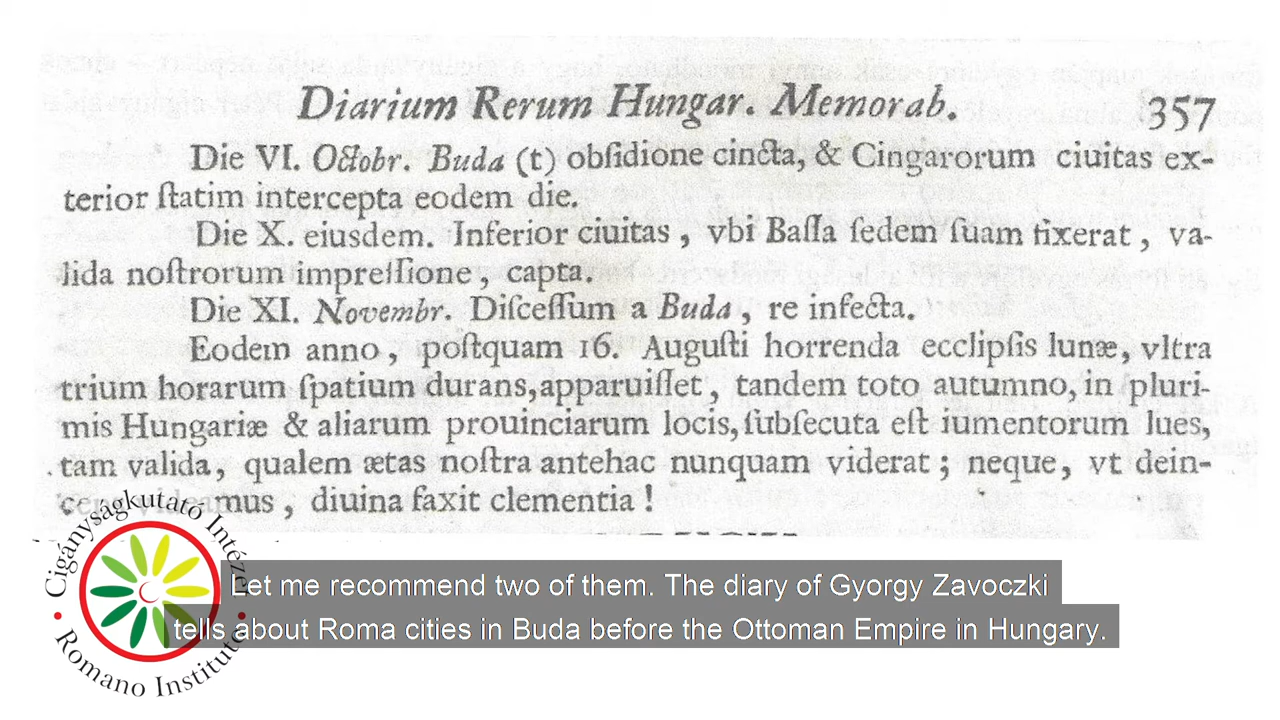 Diarium Rerum Hungar. Memorab. 357
Die VI. Octobr. Buda (t) obſidione cincta, & Cingarorum ciuitas ex-
terior ſtatim intercepta eodem die.
Die X. eiusdem. Inferior ciuitas, vbi Baſſa ſedem ſuam fixerat, va-
lida noſtrorum impreſſione, capta.
Die XI. Novembr. Diſceſſum a Buda, re infecta.
Eodem anno, poſtquam 16. Auguſti horrenda ecclipſis lunæ, vltra
trium horarum ſpatium durans, apparuiſſet, tandem toto autumno, in pluri-
mis Hungariæ & aliarum prouinciarum locis, ſubſecuta eſt iumentorum lues,
tam valida, qualem ætas noſtra antehac nunquam viderat; neque, vt dein-
ceps videamus, diuina faxit clementia!
Cigányságkutató Intézet
Romano Instituto
Let me recommend two of them. The diary of Gyorgy Zavoczki
tells about Roma cities in Buda before the Ottoman Empire in Hungary.